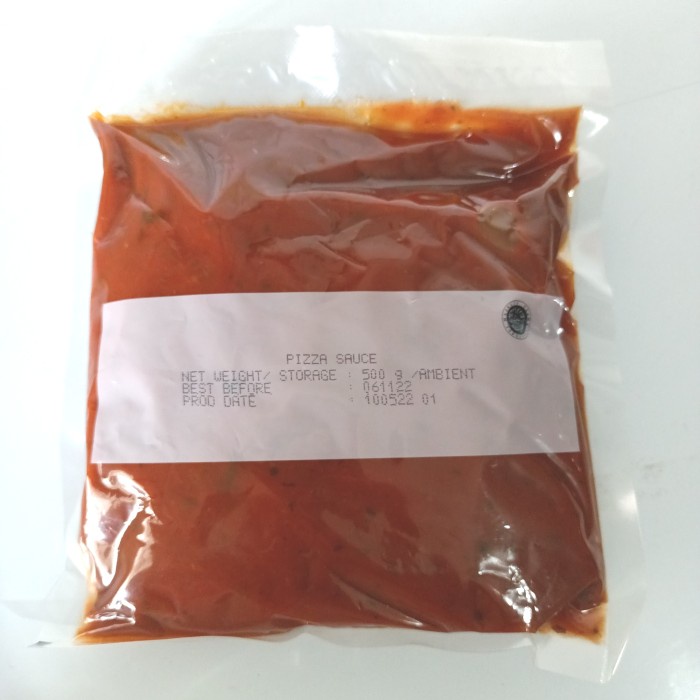 PIZZA SAUCE
NET WEIGHT/ STORAGE : 500 g /AMBIENT
BEST BEFORE : 061122
PROD DATE : 100522 01